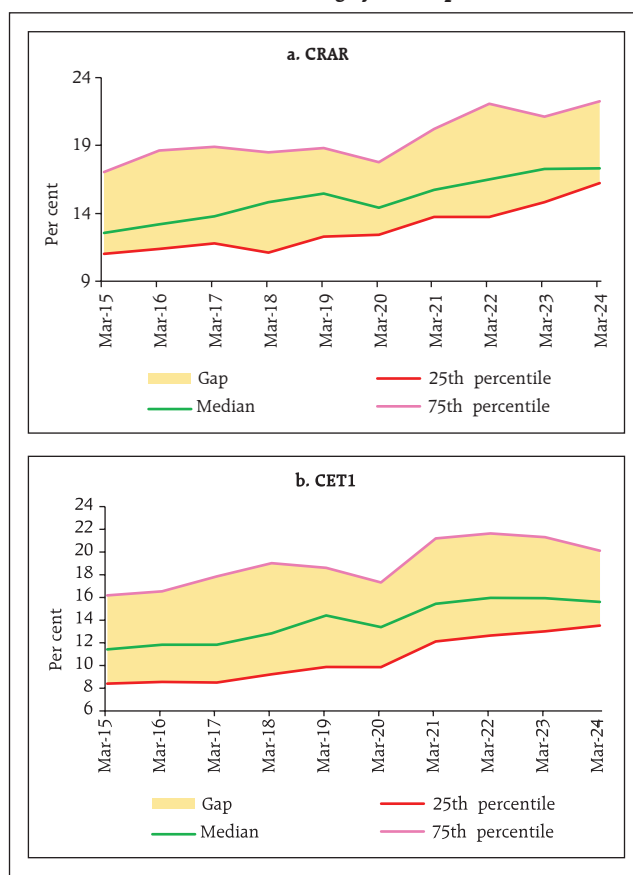 a. CRAR
Per cent
24
19
14
9
Mar-15
Mar-16
Mar-17
Mar-18
Mar-19
Mar-20
Mar-21
Mar-22
Mar-23
Mar-24
Gap
25th percentile
Median
75th percentile
b. CET1
Per cent
24
22
20
18
16
14
12
10
8
6
Mar-15
Mar-16
Mar-17
Mar-18
Mar-19
Mar-20
Mar-21
Mar-22
Mar-23
Mar-24
Gap
25th percentile
Median
75th percentile